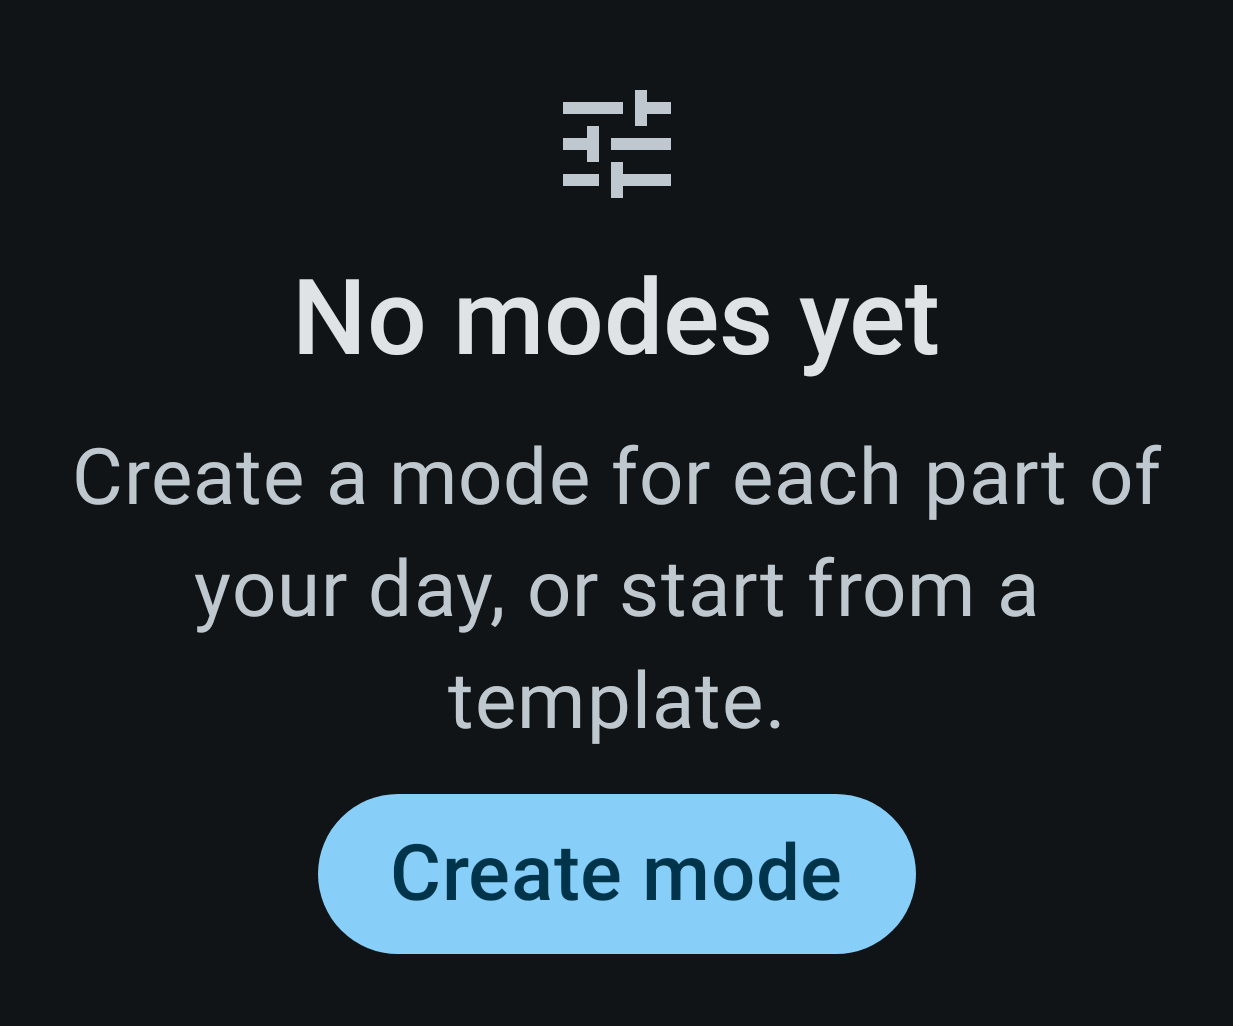 No modes yet
Create a mode for each part of
your day, or start from a
template.
Create mode